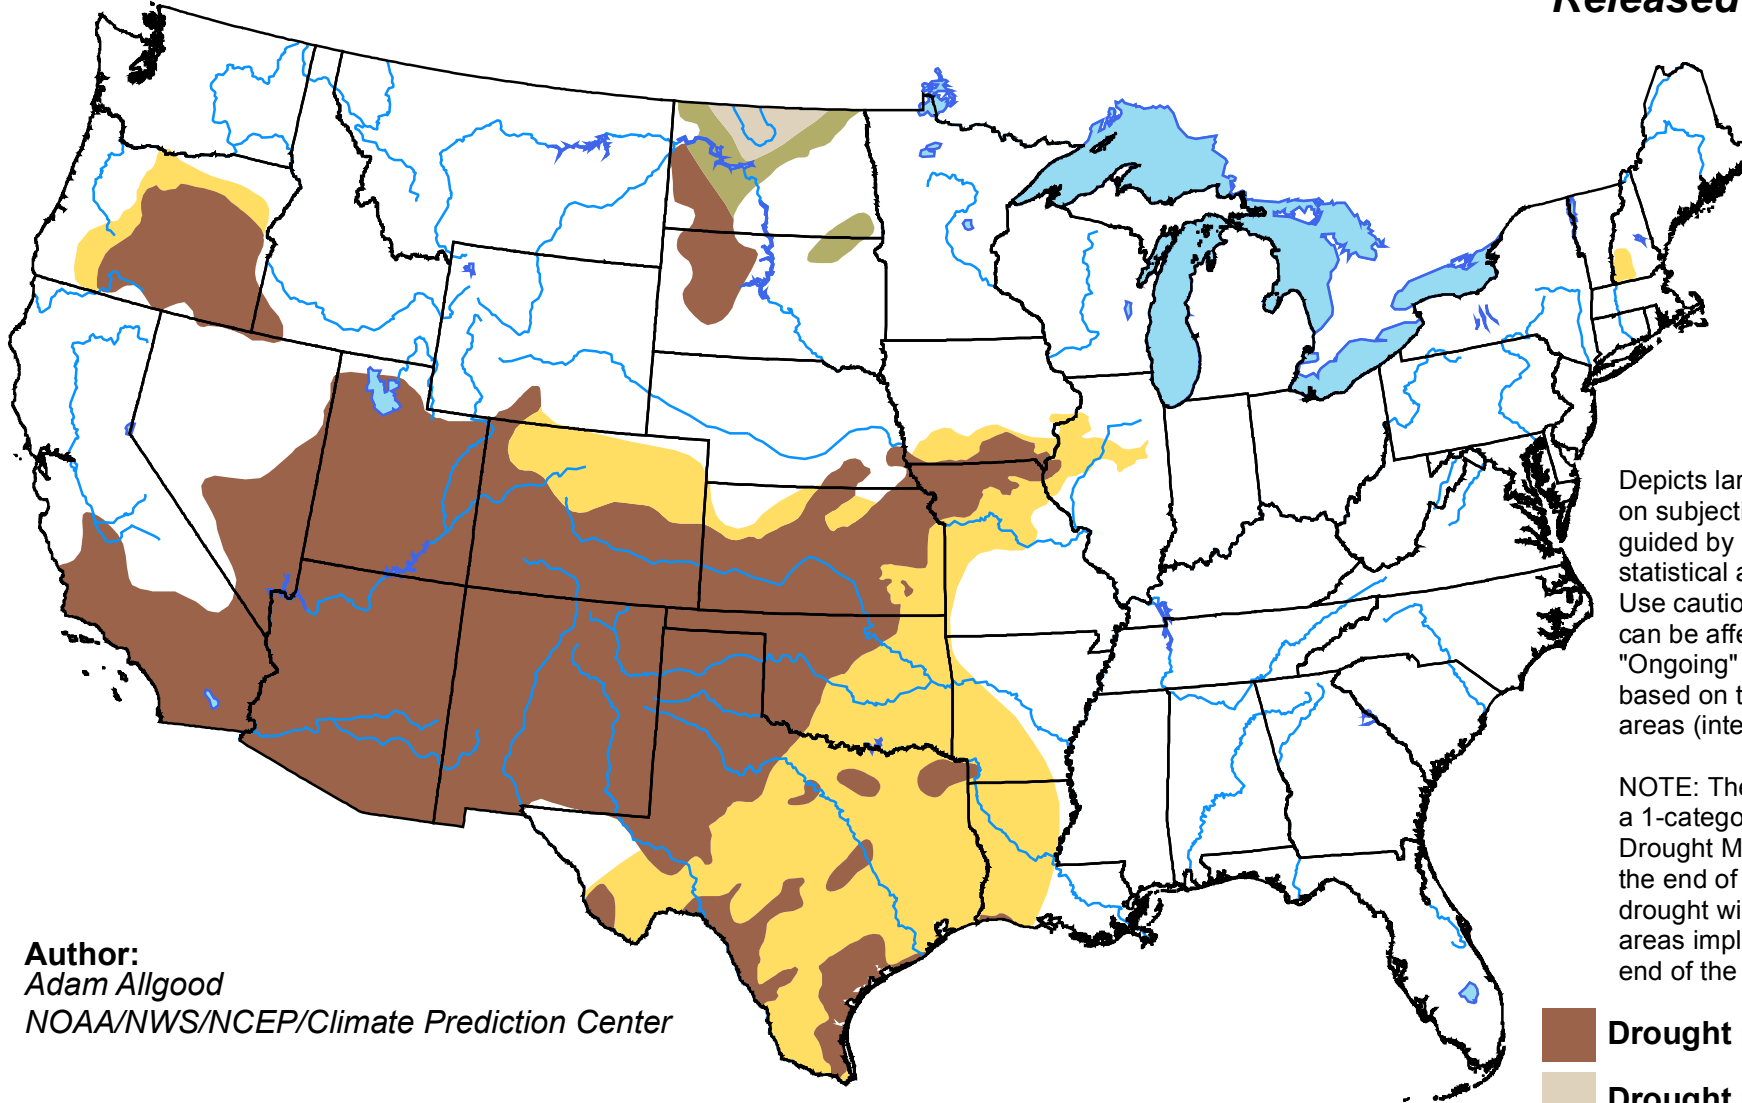 Released
Depicts lar
on subjecti
guided by
statistical a
Use cautio
can be affe
"Ongoing"
based on t
areas (inte
NOTE: The
a 1-catego
Drought M
the end of
drought wi
areas impl
end of the
Author:
Adam Allgood
NOAA/NWS/NCEP/Climate Prediction Center
Drought
Drought